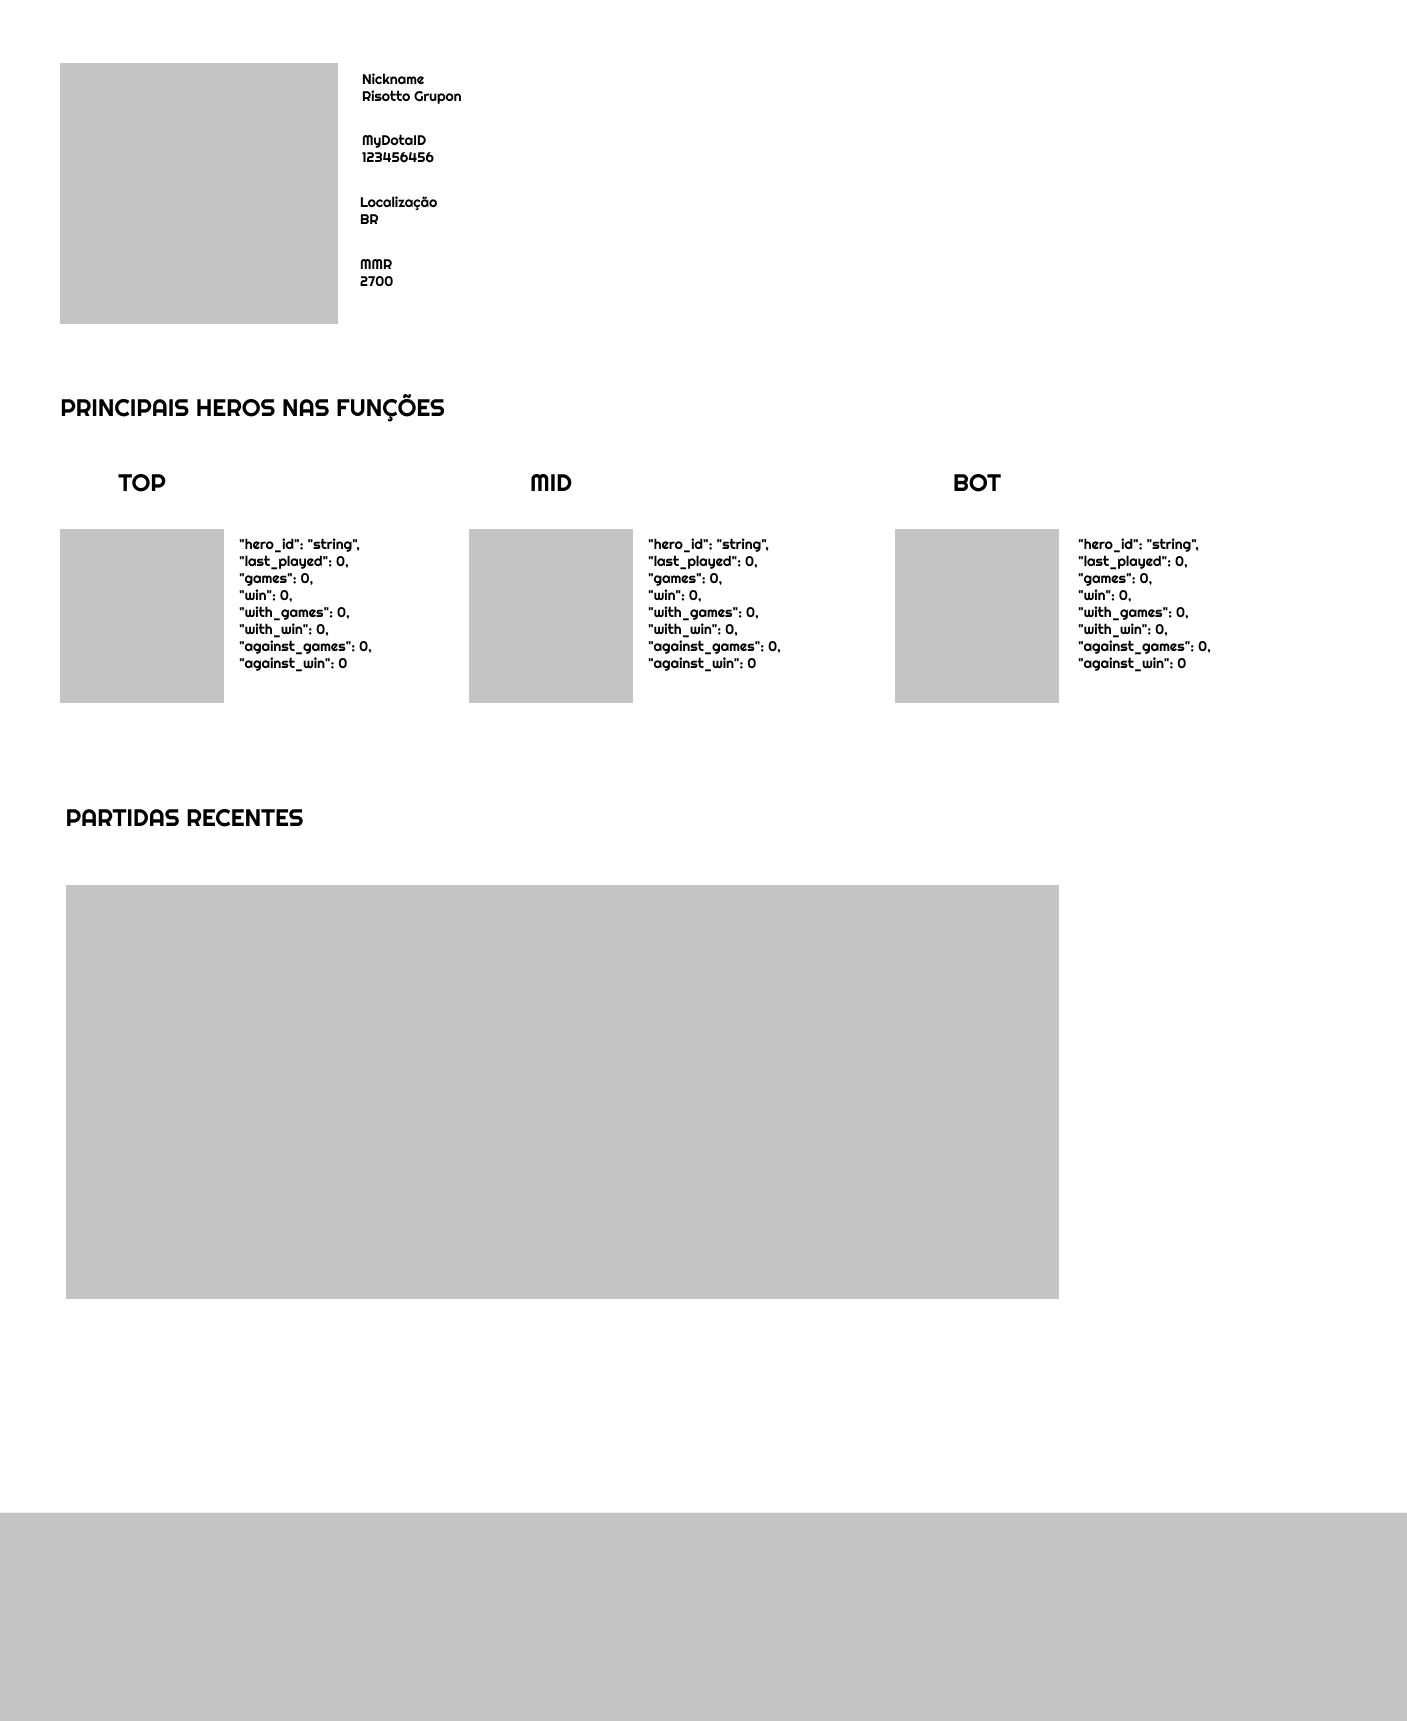 Nickname
Risotto Grupon
MyDotaID
123456456
Localização
BR
MMR
2700
PRINCIPAIS HEROS NAS FUNÇÕES
TOP
"hero_id": "string",
"last_played": 0,
"games": 0,
"win": 0,
"with_games": 0,
"with_win": 0,
"against_games": 0,
"against_win": 0
MID
"hero_id": "string",
"last_played": 0,
"games": 0,
"win": 0,
"with_games": 0,
"with_win": 0,
"against_games": 0,
"against_win": 0
BOT
"hero_id": "string",
"last_played": 0,
"games": 0,
"win": 0,
"with_games": 0,
"with_win": 0,
"against_games": 0,
"against_win": 0
PARTIDAS RECENTES